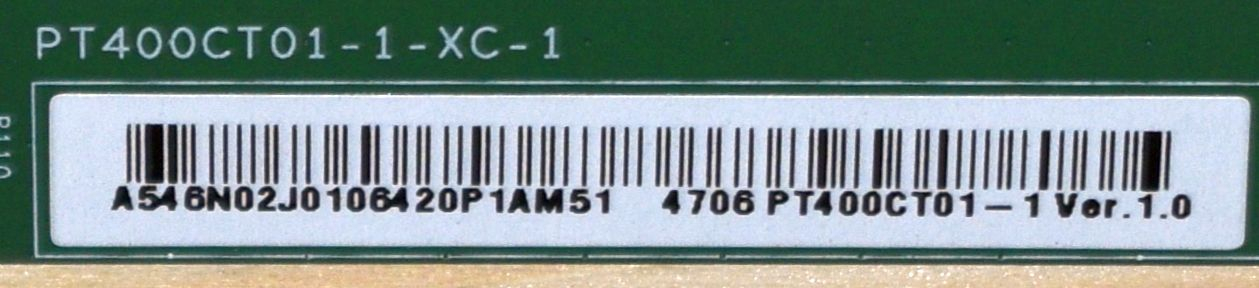 PT400CT01-1-XC-1
A546N02J0106420P1AM51 4706 PT400CT01-1 Ver.1.0